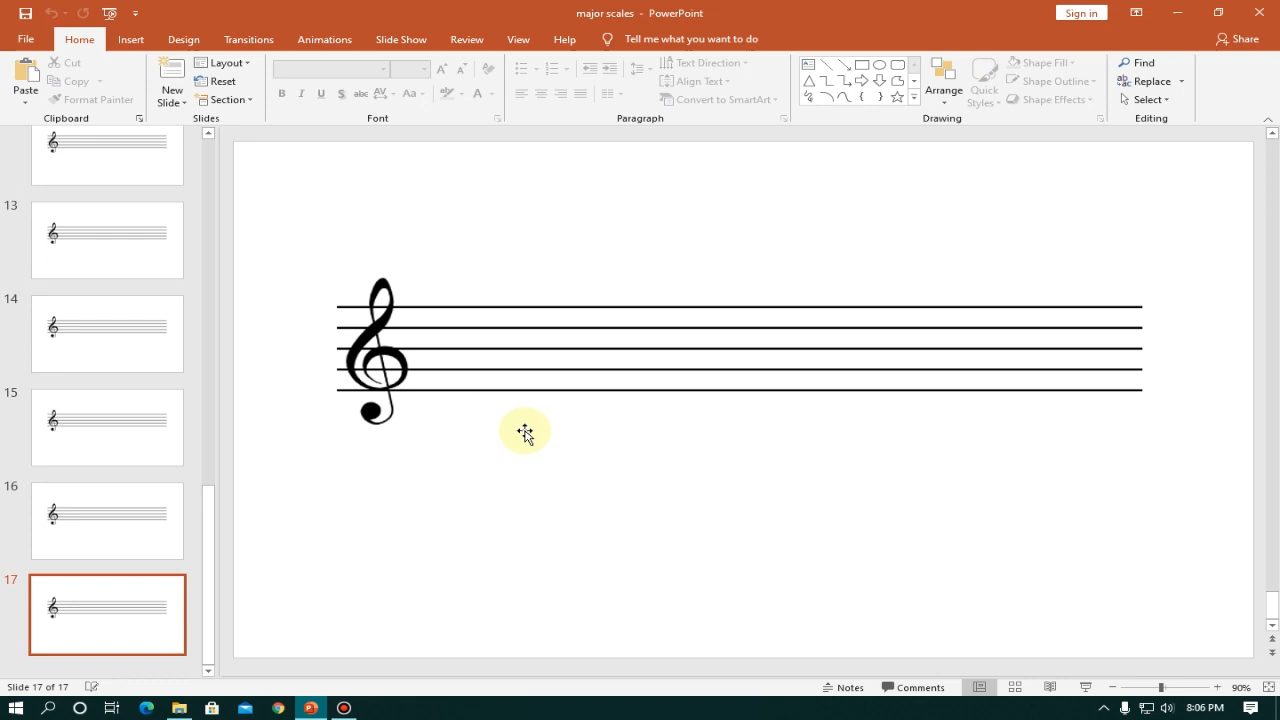 major scales - PowerPoint
Sign in
File Home Insert Design Transitions Animations Slide Show Review View Help Tell me what you want to do Share
Paste
Cut
Copy
Format Painter
Clipboard
New
Slide
Layout
Reset
Section
Slides
B I U S abc AV Aa A
Font
Text Direction
Align Text
Convert to SmartArt
Paragraph
Arrange
Quick
Styles
Shape Fill
Shape Outline
Shape Effects
Drawing
Find
Replace
Select
Editing
13
14
15
16
17
Slide 17 of 17
Notes
Comments
90%
8:06 PM